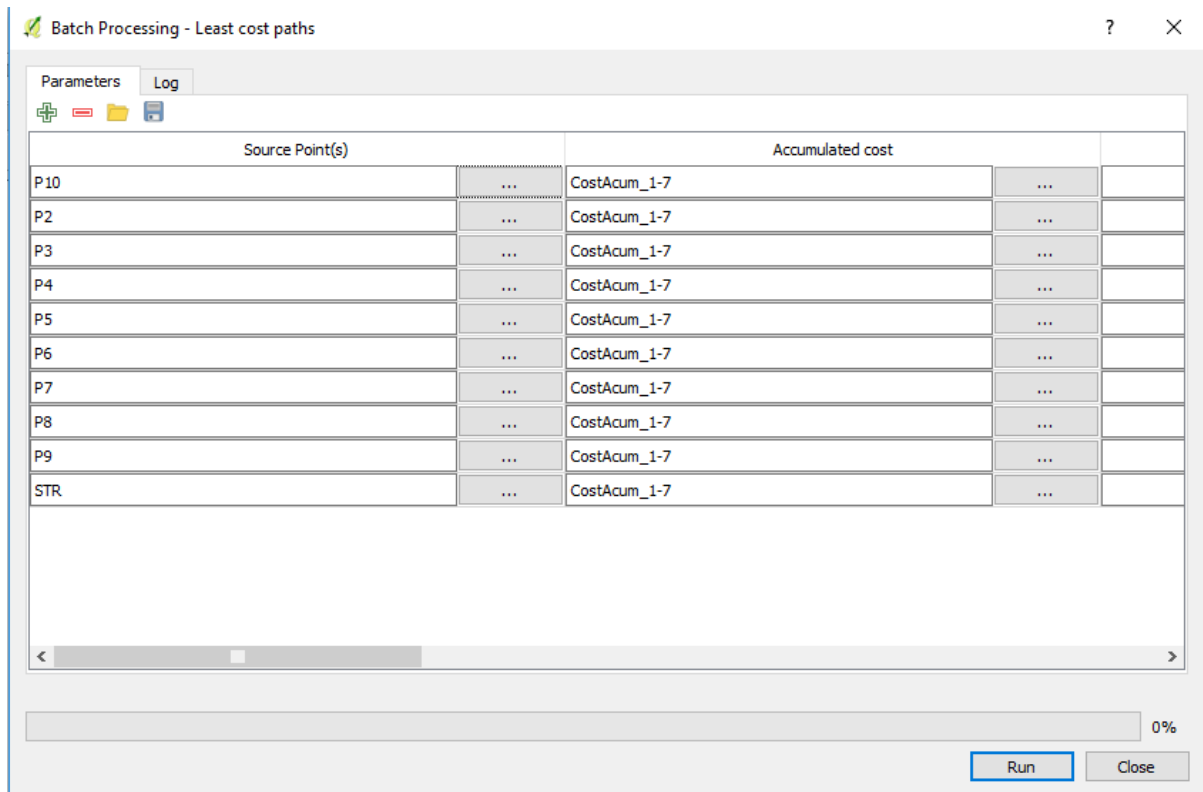 Batch Processing - Least cost paths ?
Parameters Log
Source Point(s) Accumulated cost
P10 ... CostAcum_1-7 ...
P2 ... CostAcum_1-7 ...
P3 ... CostAcum_1-7 ...
P4 ... CostAcum_1-7 ...
P5 ... CostAcum_1-7 ...
P6 ... CostAcum_1-7 ...
P7 ... CostAcum_1-7 ...
P8 ... CostAcum_1-7 ...
P9 ... CostAcum_1-7 ...
STR ... CostAcum_1-7 ...
0%
Run Close